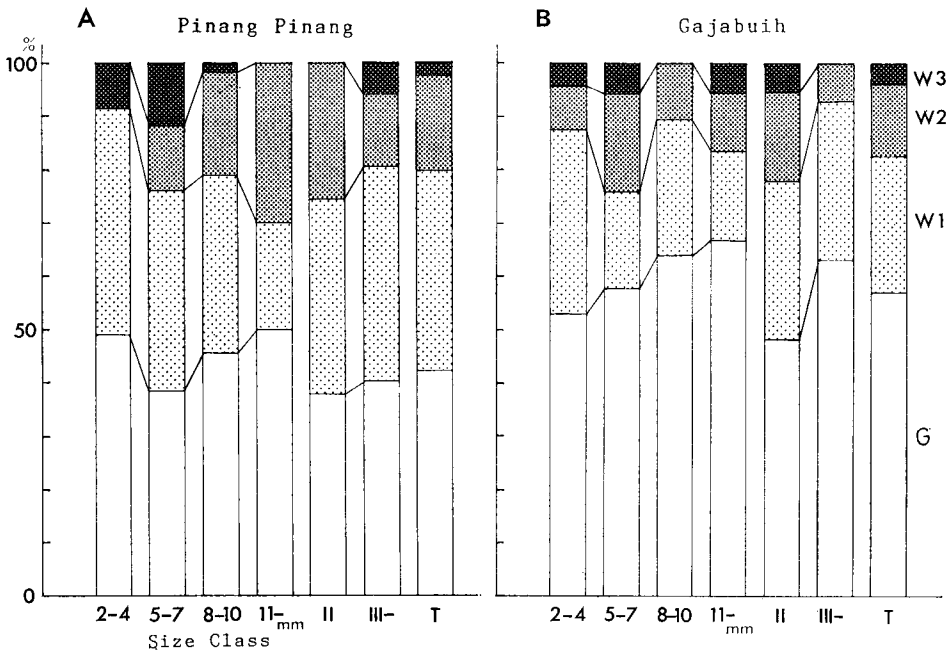 A
Pinang Pinang
B
Gajabuih
%
100
50
0
W3
W2
W1
G
2-4 5-7 8-10 11-mm II III- T
Size Class
2-4 5-7 8-10 11-mm II III- T